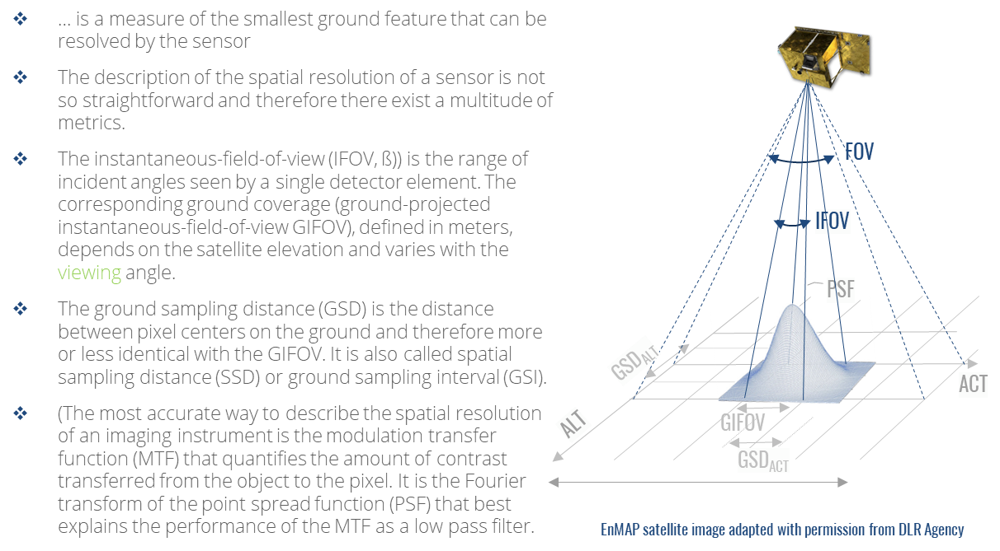 ... is a measure of the smallest ground feature that can be
resolved by the sensor
The description of the spatial resolution of a sensor is not
so straightforward and therefore there exist a multitude of
metrics.
The instantaneous-field-of-view (IFOV, ß)) is the range of
incident angles seen by a single detector element. The
corresponding ground coverage (ground-projected
instantaneous-field-of-view GIFOV), defined in meters,
depends on the satellite elevation and varies with the
viewing angle.
The ground sampling distance (GSD) is the distance
between pixel centers on the ground and therefore more
or less identical with the GIFOV. It is also called spatial
sampling distance (SSD) or ground sampling interval (GSI).
(The most accurate way to describe the spatial resolution
of an imaging instrument is the modulation transfer
function (MTF) that quantifies the amount of contrast
transferred from the object to the pixel. It is the Fourier
transform of the point spread function (PSF) that best
explains the performance of the MTF as a low pass filter.
FOV
IFOV
PSF
GSD ALT
ACT
ALT
GIFOV
GSD ACT
EnMAP satellite image adapted with permission from DLR Agency